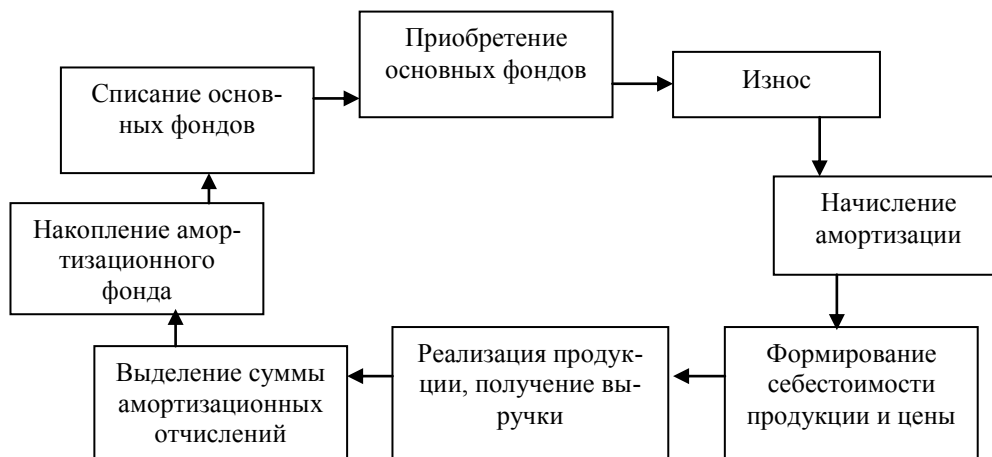 Приобретение
основных фондов
Износ
Списание основ-
ных фондов
Начисление
амортизации
Накопление амор-
тизационного
фонда
Формирование
себестоимости
продукции и цены
Реализация продук-
ции, получение вы-
ручки
Выделение суммы
амортизационных
отчислений